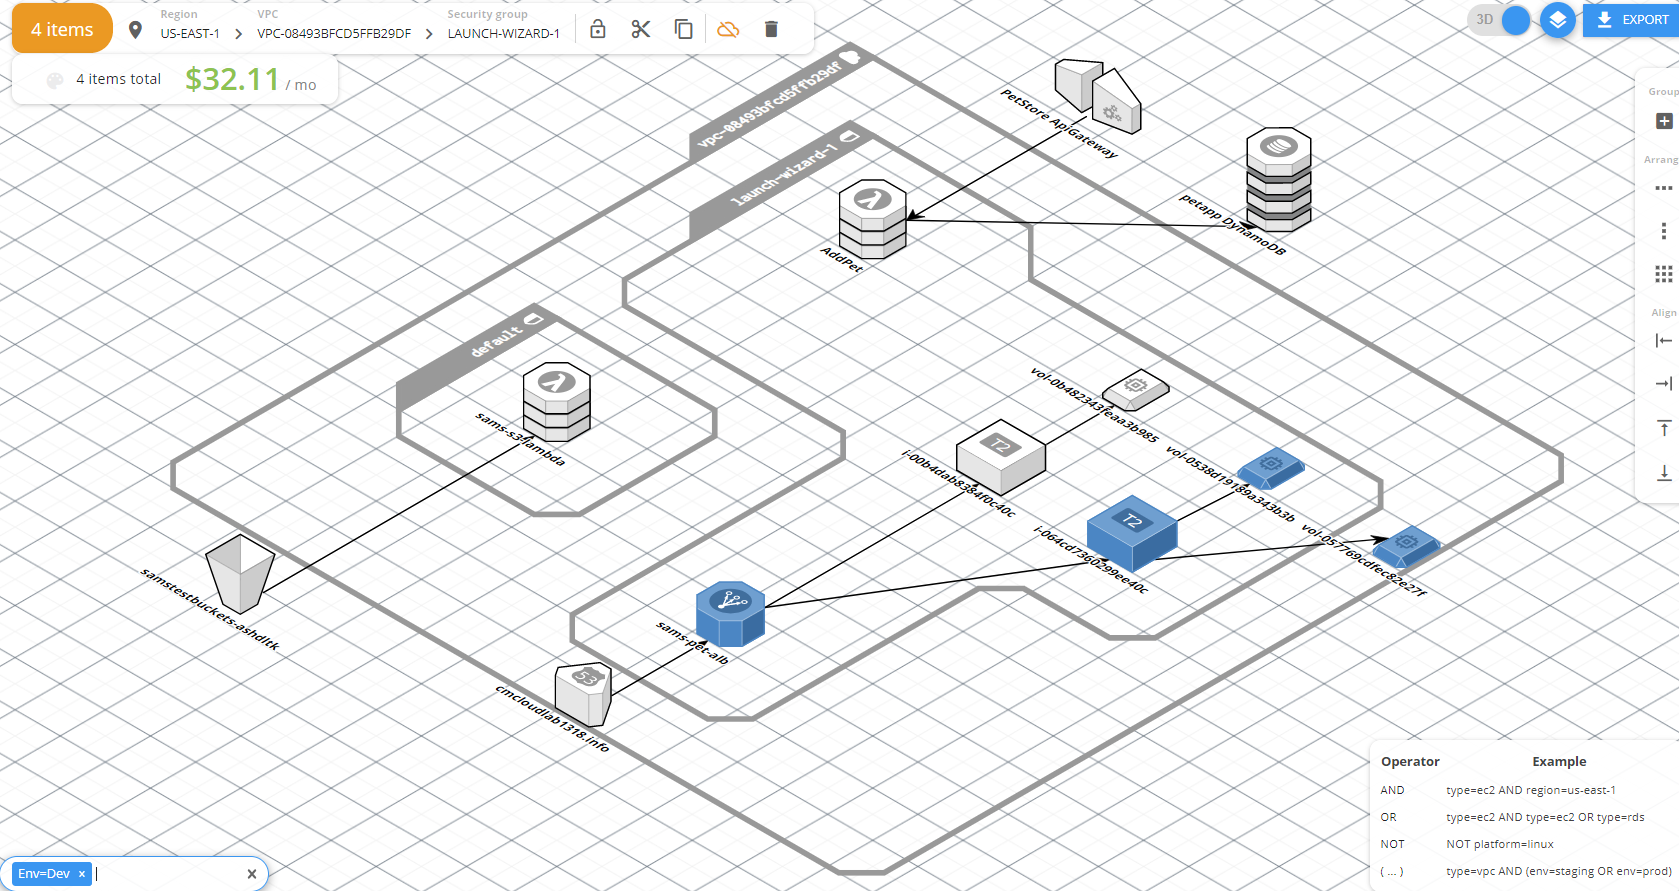 4 items
Region
US-EAST-1
VPC
VPC-08493BFCD5FFB29DF
Security group
LAUNCH-WIZARD-1
3D
EXPORT
4 items total
$32.11 / mo
Group
Arrang
Align
vpc-08493bfcd5ffb29df
launch-wizard-1
default
PetStore ApiGateway
petapp DynamoDB
λ
AddPet
λ
sams-s3-lambda
vol-0b482343feaa3b985
T2
i-00b4dab8384f0c40c
vol-0538d19189a343b3b
T2
i-064cd7360299ee40c
vol-057769cdfec82e27f
samstestbuckets-ashdltk
sams-pet-alb
53
cmcloudlab1318.info
Operator Example
AND type=ec2 AND region=us-east-1
OR type=ec2 AND type=ec2 OR type=rds
NOT NOT platform=linux
( ... ) type=vpc AND (env=staging OR env=prod)
Env=Dev ×